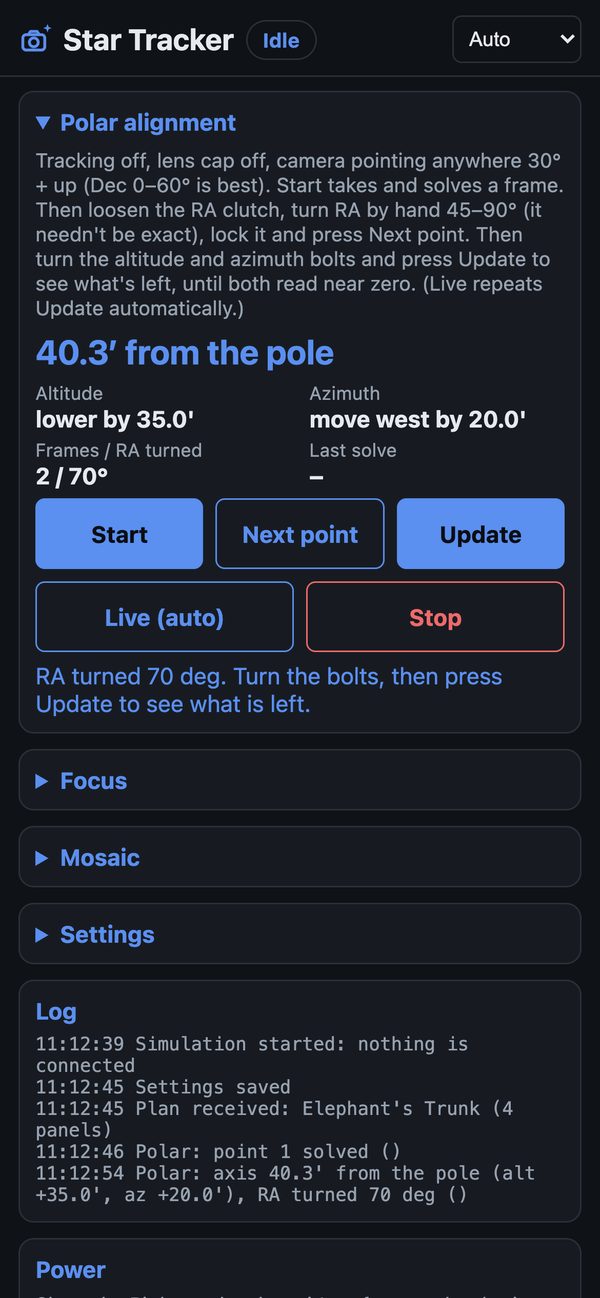 Star Tracker
Idle
Auto
Polar alignment
Tracking off, lens cap off, camera pointing anywhere 30°
+ up (Dec 0–60° is best). Start takes and solves a frame.
Then loosen the RA clutch, turn RA by hand 45–90° (it
needn't be exact), lock it and press Next point. Then
turn the altitude and azimuth bolts and press Update to
see what's left, until both read near zero. (Live repeats
Update automatically.)
40.3′ from the pole
Altitude
lower by 35.0'
Azimuth
move west by 20.0'
Frames / RA turned
2 / 70°
Last solve
–
Start
Next point
Update
Live (auto)
Stop
RA turned 70 deg. Turn the bolts, then press
Update to see what is left.
Focus
Mosaic
Settings
Log
11:12:39 Simulation started: nothing is
connected
11:12:45 Settings saved
11:12:45 Plan received: Elephant's Trunk (4
panels)
11:12:46 Polar: point 1 solved ()
11:12:54 Polar: axis 40.3' from the pole (alt
+35.0', az +20.0'), RA turned 70 deg ()
Power